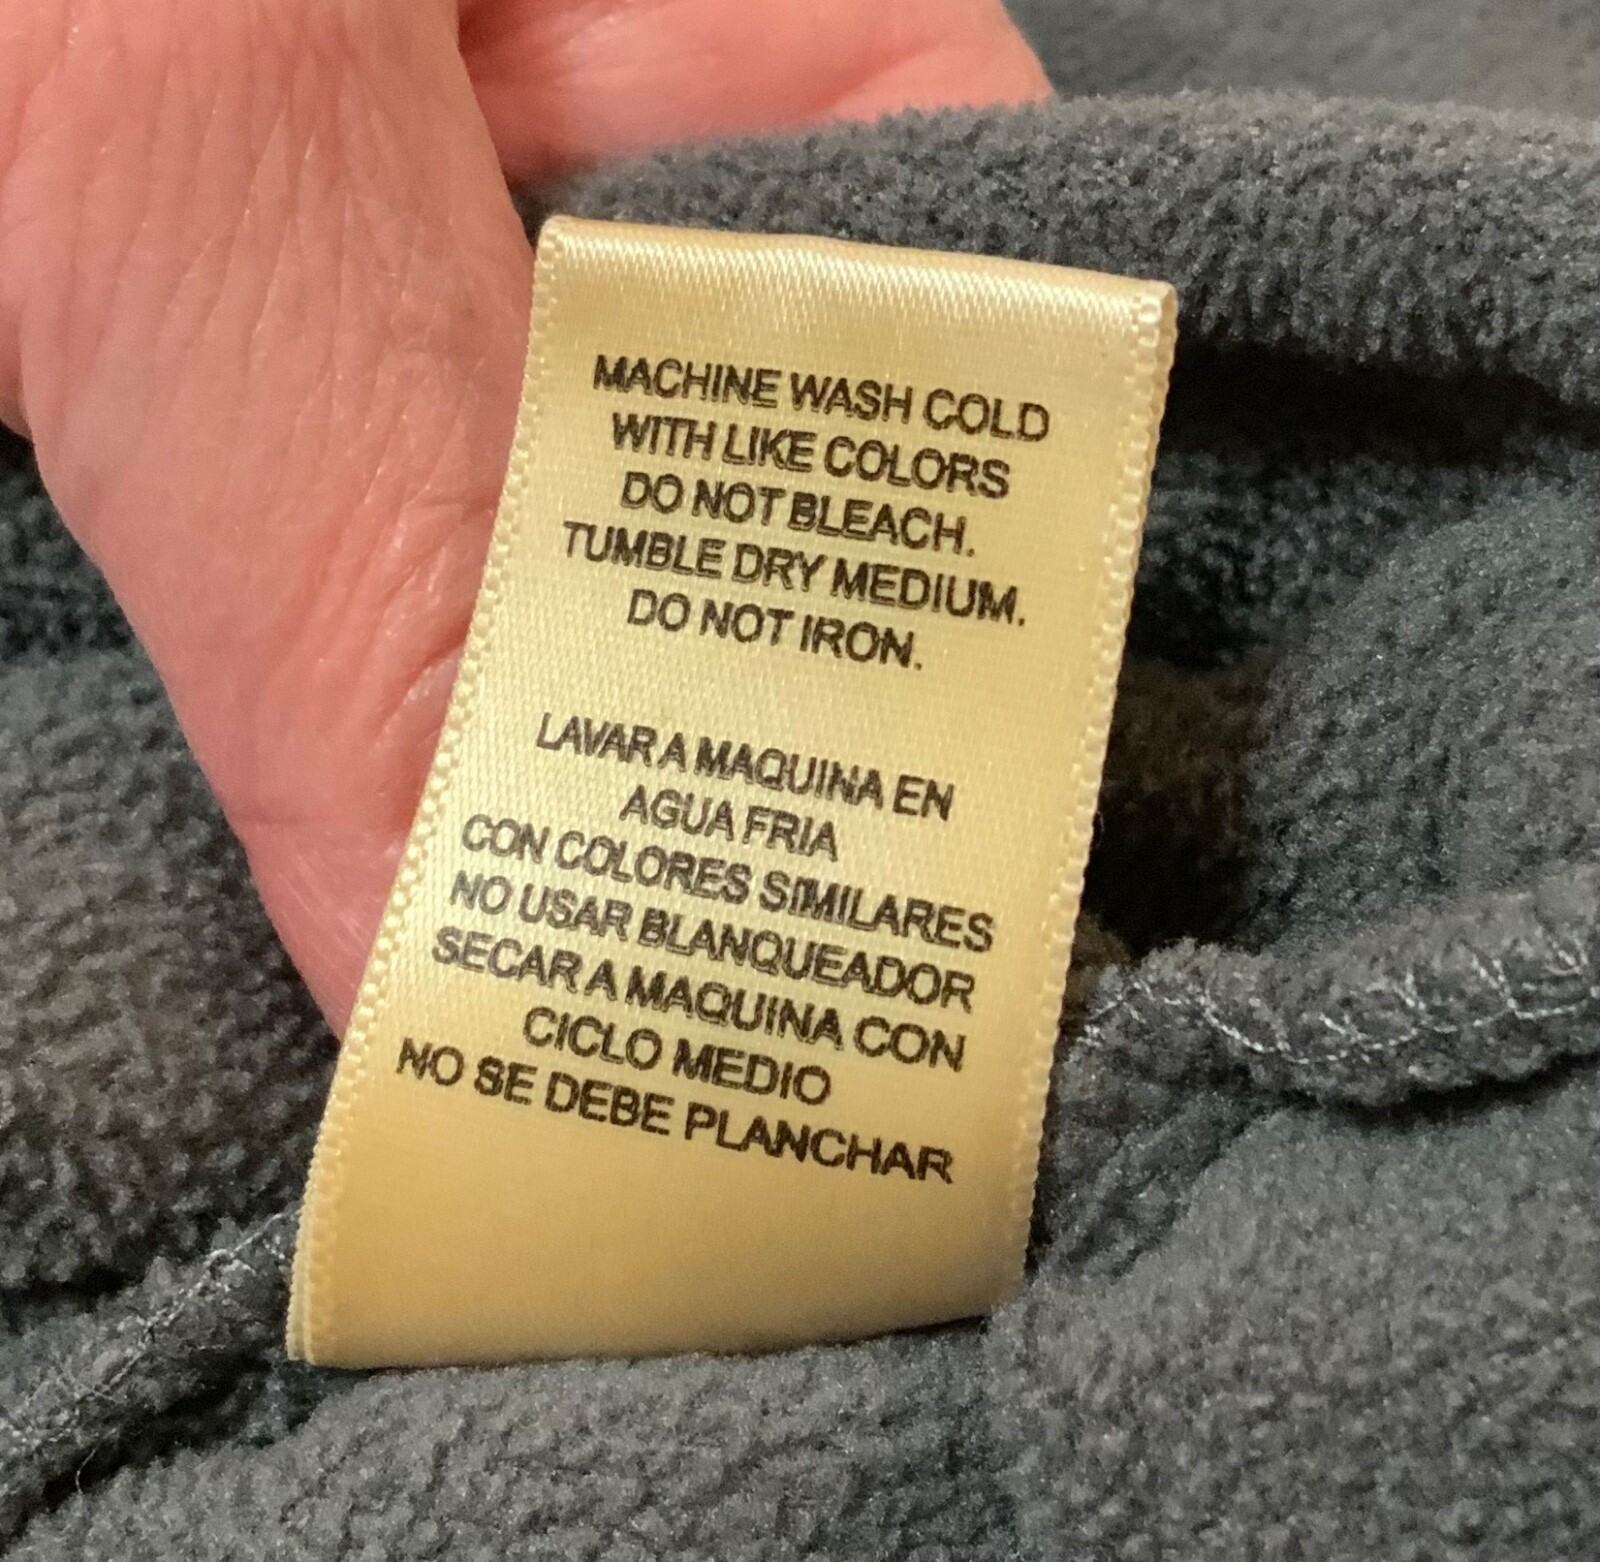 MACHINE WASH COLD
WITH LIKE COLORS
DO NOT BLEACH.
TUMBLE DRY MEDIUM.
DO NOT IRON.
LAVAR A MAQUINA EN
AGUA FRIA
CON COLORES SIMILARES
NO USAR BLANQUEADOR
SECAR A MAQUINA CON
CICLO MEDIO
NO SE DEBE PLANCHAR